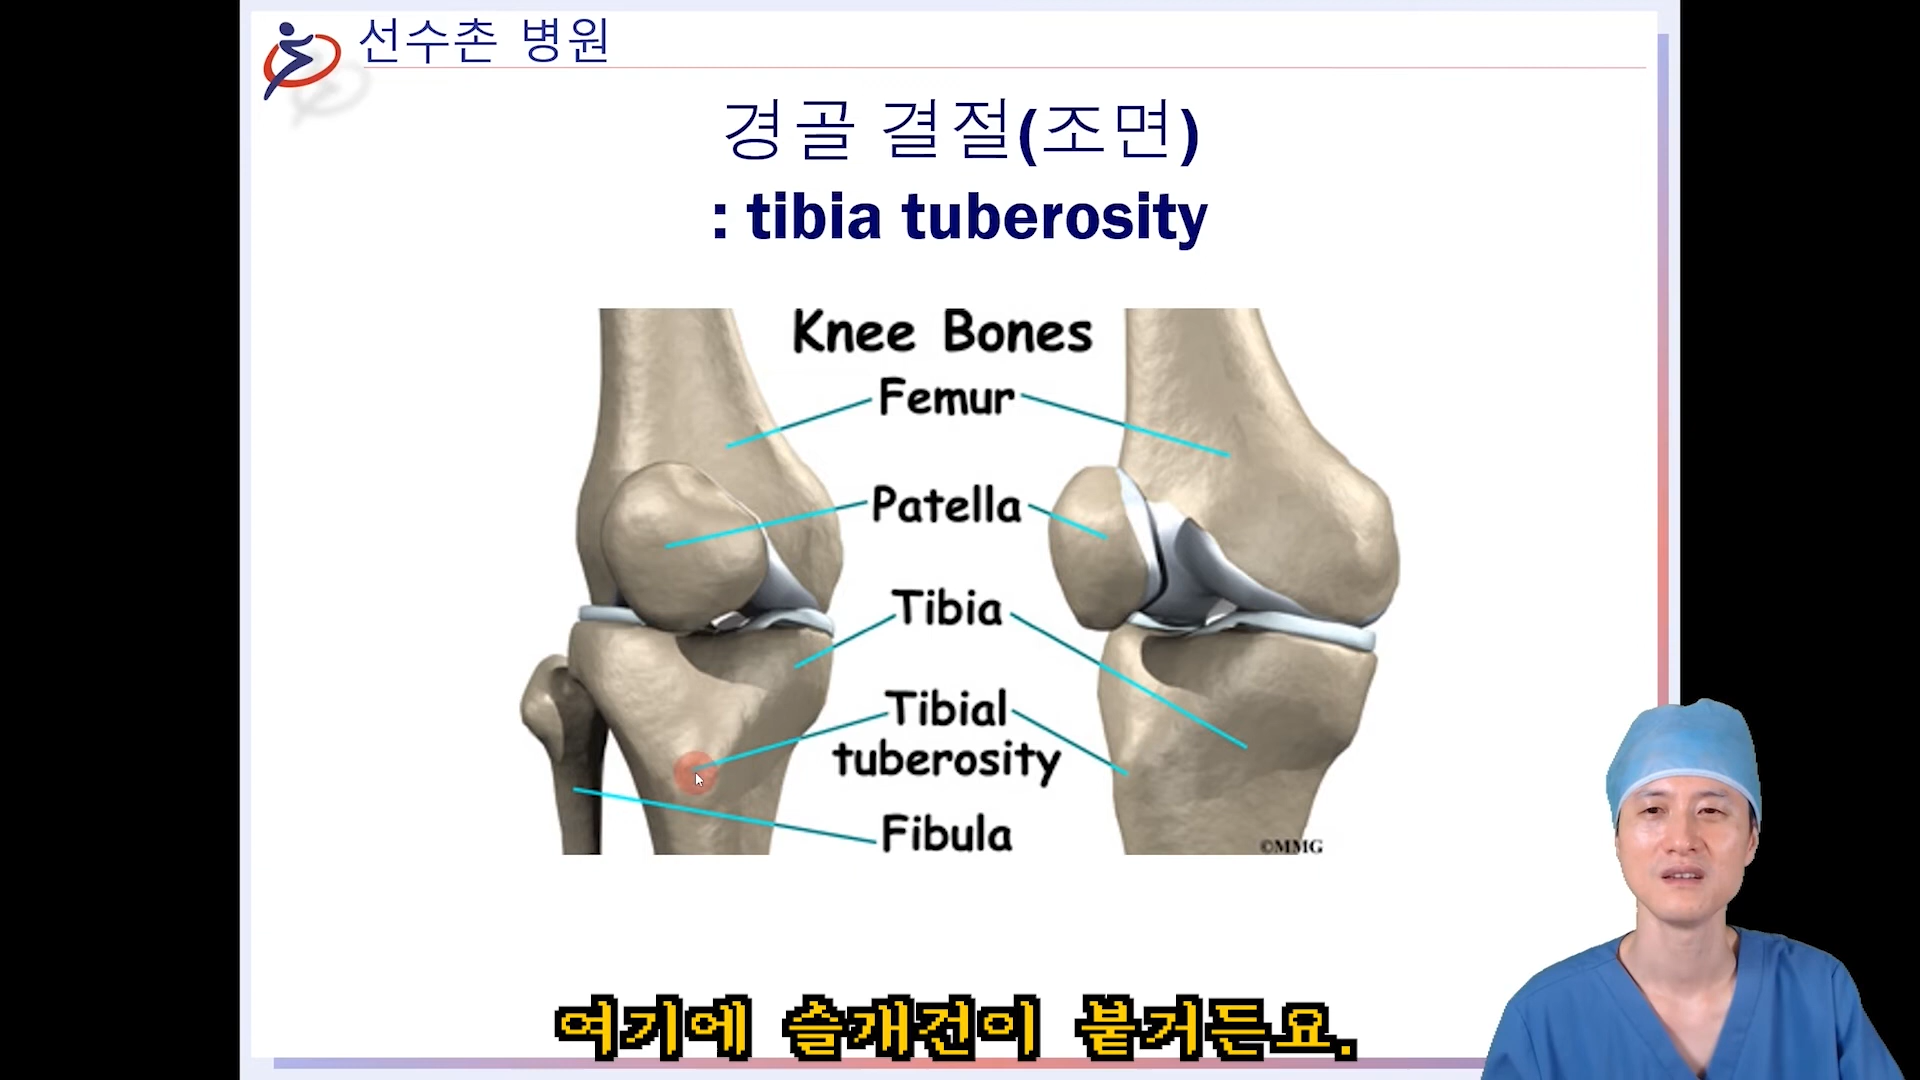 선수촌 병원
경골 결절(조면)
: tibia tuberosity
Knee Bones
Femur
Patella
Tibia
Tibial
tuberosity
Fibula
©MMG
여기에 슬개건이 붙거든요.